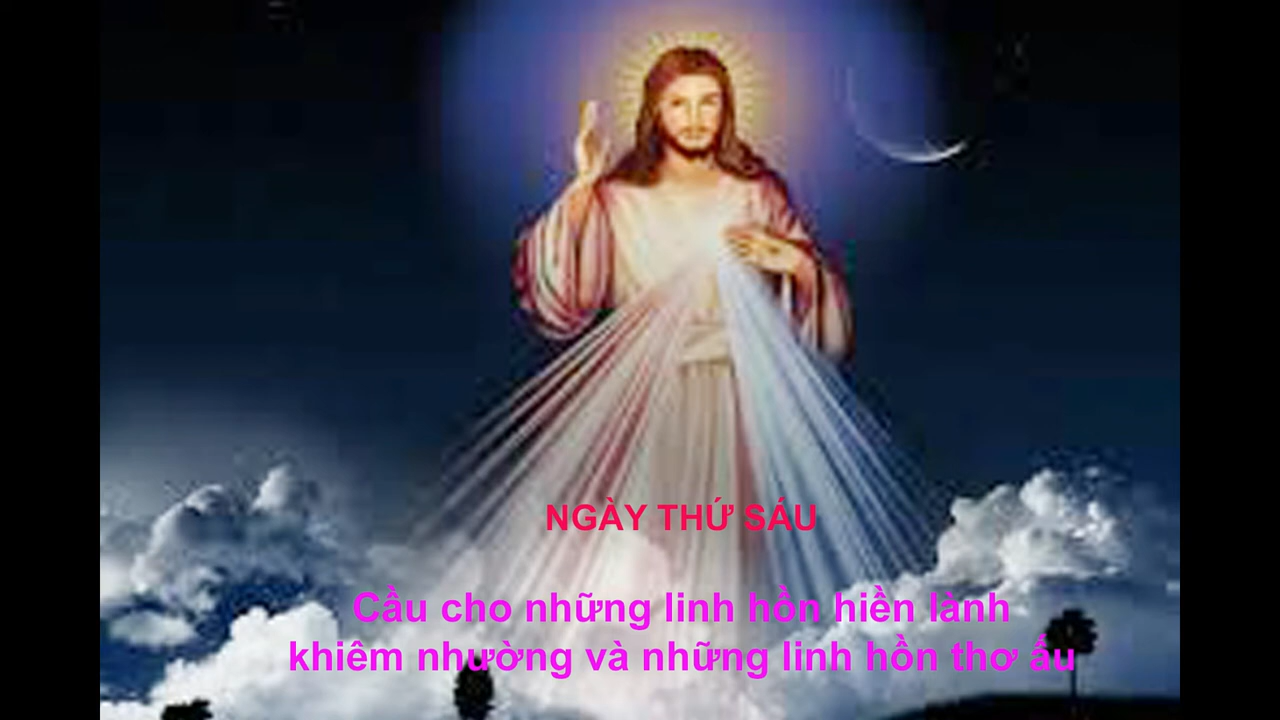 NGÀY THỨ SÁU
Cầu cho những linh hồn hiền lành
khiêm nhường và những linh hồn thơ ấu